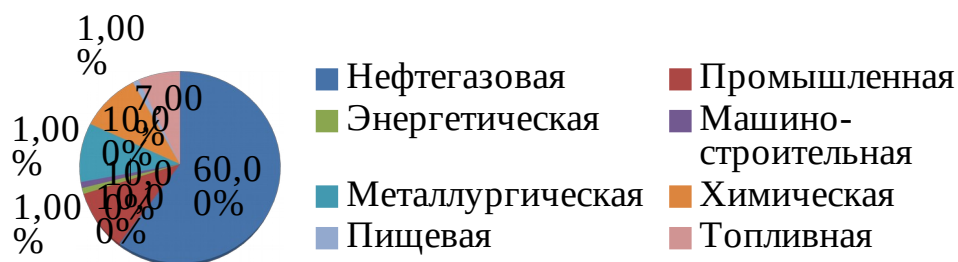 1,00
%
7,00
%
10,0
0%
1,00
%
10,0
0%
60,0
0%
10,0
0%
1,00
%
Нефтегазовая
Промышленная
Энергетическая
Машино-
строительная
Металлургическая
Химическая
Пищевая
Топливная